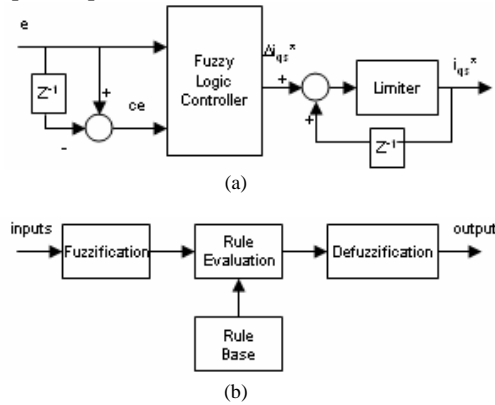 e
Z⁻¹
+
-
ce
Fuzzy
Logic
Controller
Δiqs*
+
+
Limiter
iqs*
Z⁻¹
(a)
inputs
Fuzzification
Rule
Evaluation
Defuzzification
output
Rule
Base
(b)